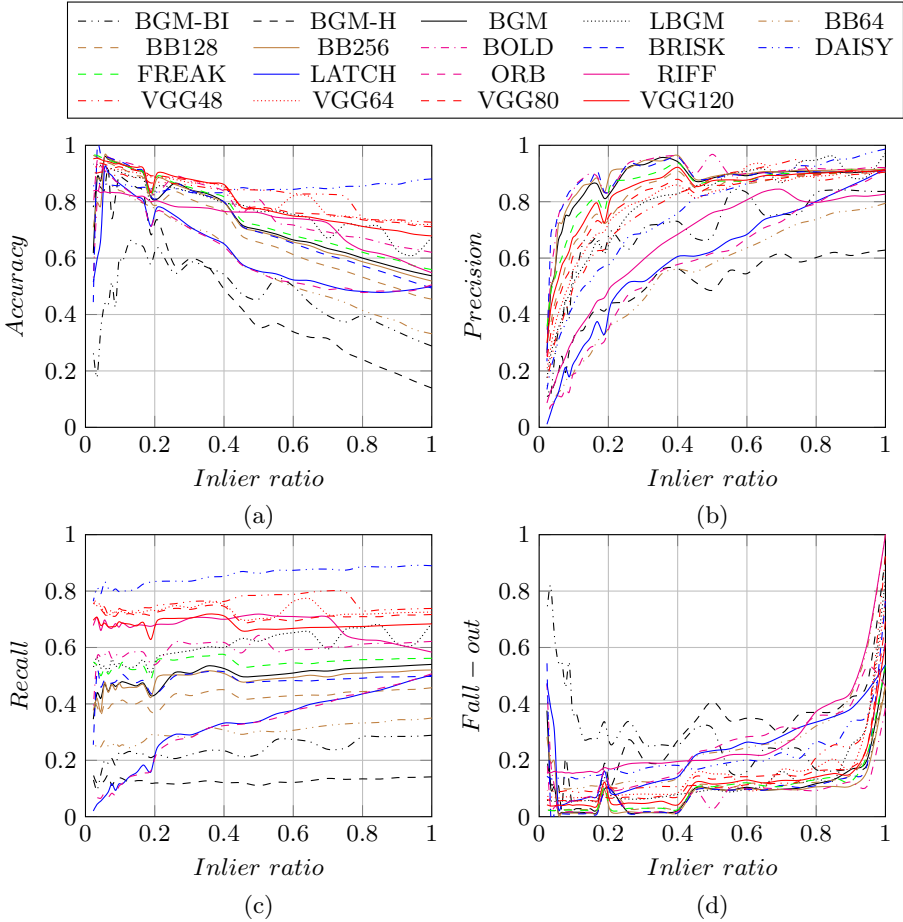 BGM-BI BGM-H BGM LBGM BB64
BB128 BB256 BOLD BRISK DAISY
FREAK LATCH ORB RIFF
VGG48 VGG64 VGG80 VGG120
1
0.8
0.6
0.4
0.2
0
Accuracy
0 0.2 0.4 0.6 0.8 1
Inlier ratio
(a)
1
0.8
0.6
0.4
0.2
0
Precision
0 0.2 0.4 0.6 0.8 1
Inlier ratio
(b)
1
0.8
0.6
0.4
0.2
0
Recall
0 0.2 0.4 0.6 0.8 1
Inlier ratio
(c)
1
0.8
0.6
0.4
0.2
0
Fall − out
0 0.2 0.4 0.6 0.8 1
Inlier ratio
(d)